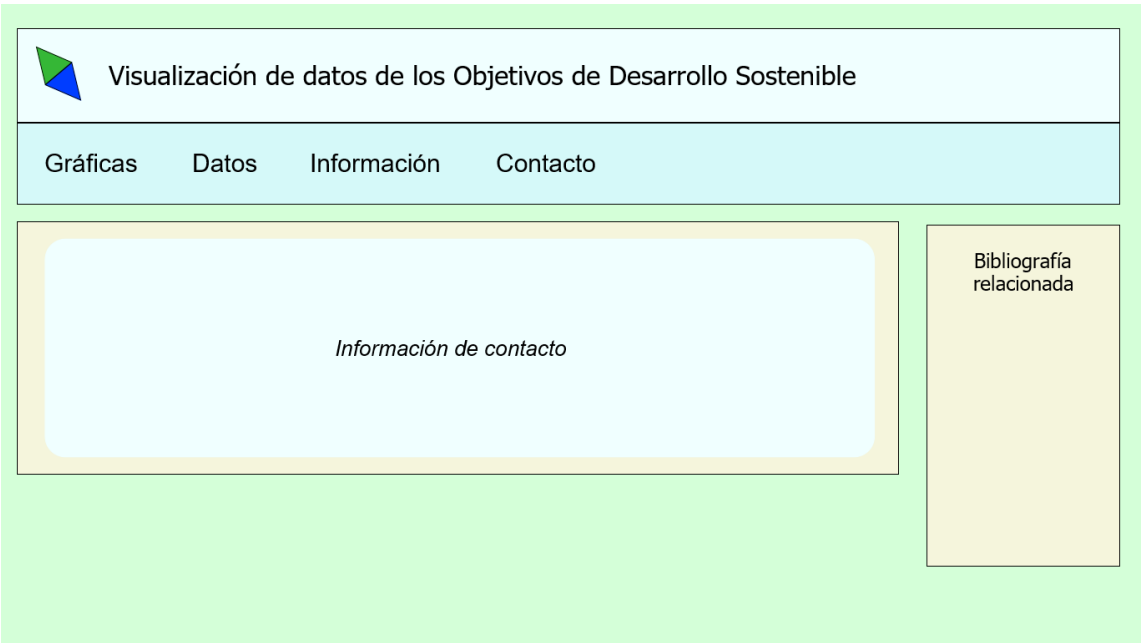 Visualización de datos de los Objetivos de Desarrollo Sostenible
Gráficas Datos Información Contacto
Información de contacto
Bibliografía
relacionada